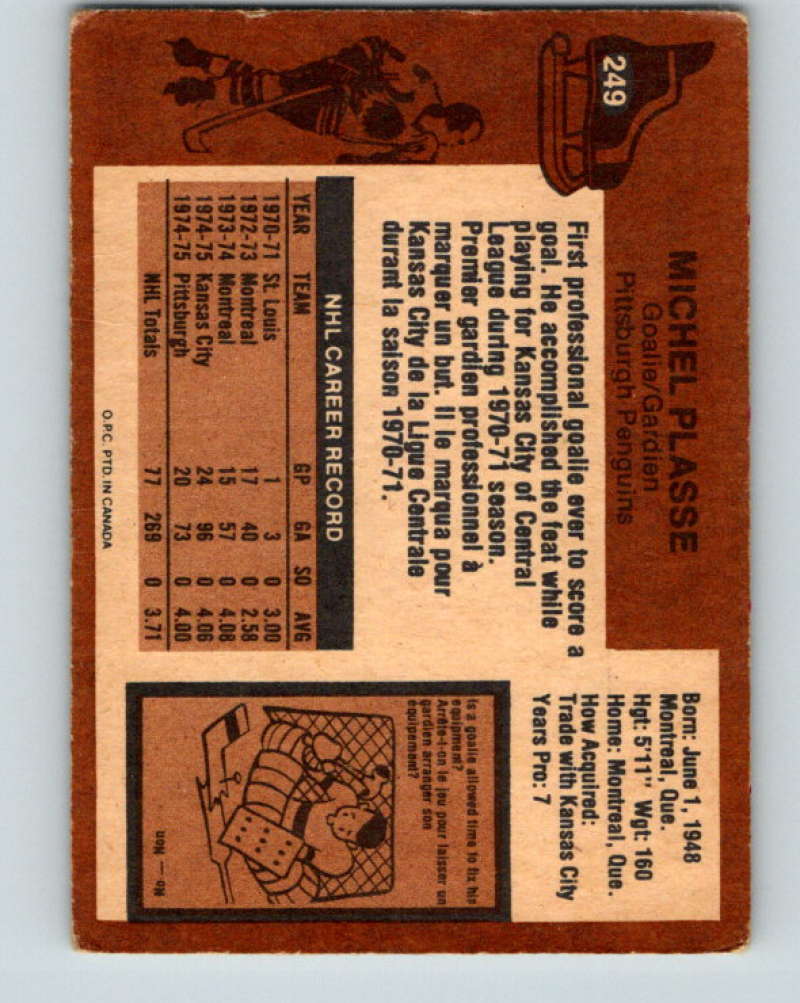 249
MICHEL PLASSE
Goalie/Gardien
Pittsburgh Penguins
Born: June 1, 1948
Montreal, Que.
Hgt: 5'11" Wgt: 160
Home: Montreal, Que.
How Acquired:
Trade with Kansas City
Years Pro: 7
First professional goalie ever to score a
goal. He accomplished the feat while
playing for Kansas City of Central
League during 1970-71 season.
Premier gardien professionnel à
marquer un but. Il le marqua pour
Kansas City de la Ligue Centrale
durant la saison 1970-71.
NHL CAREER RECORD
YEAR TEAM GP GA SO AVG
1970-71 St. Louis 1 3 0 3.00
1972-73 Montreal 17 40 0 2.58
1973-74 Montreal 15 57 0 4.08
1974-75 Kansas City 24 96 0 4.06
1974-75 Pittsburgh 20 73 0 4.00
NHL Totals 77 269 0 3.71
Is a goalie allowed time to fix his
equipment?
Arrête-t-on le jeu pour laisser un
gardien arranger son
équipement?
No — Non
O.P.C. PTD. IN CANADA